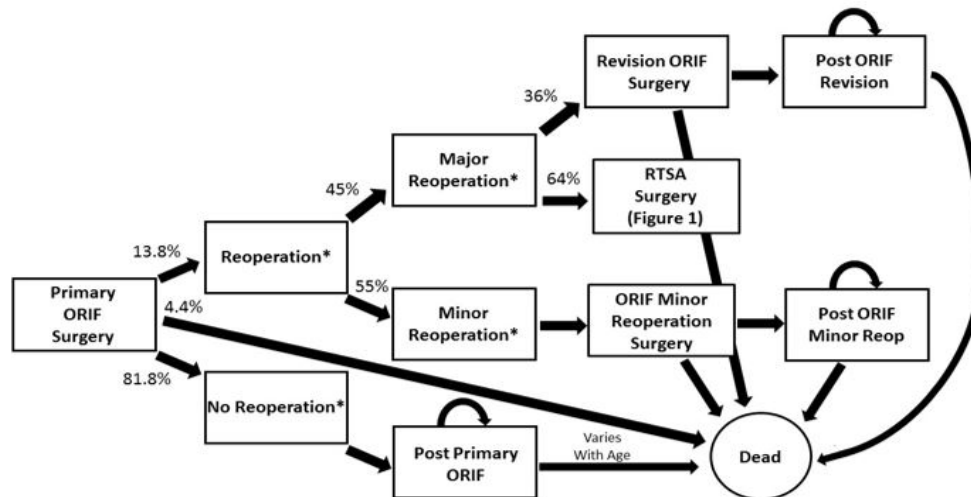 Revision ORIF
Surgery
Post ORIF
Revision
36%
Major
Reoperation*
64%
RTSA
Surgery
(Figure 1)
45%
13.8%
Reoperation*
55%
Primary
ORIF
Surgery
4.4%
Minor
Reoperation*
ORIF Minor
Reoperation
Surgery
Post ORIF
Minor Reop
81.8%
No Reoperation*
Post Primary
ORIF
Varies
With Age
Dead